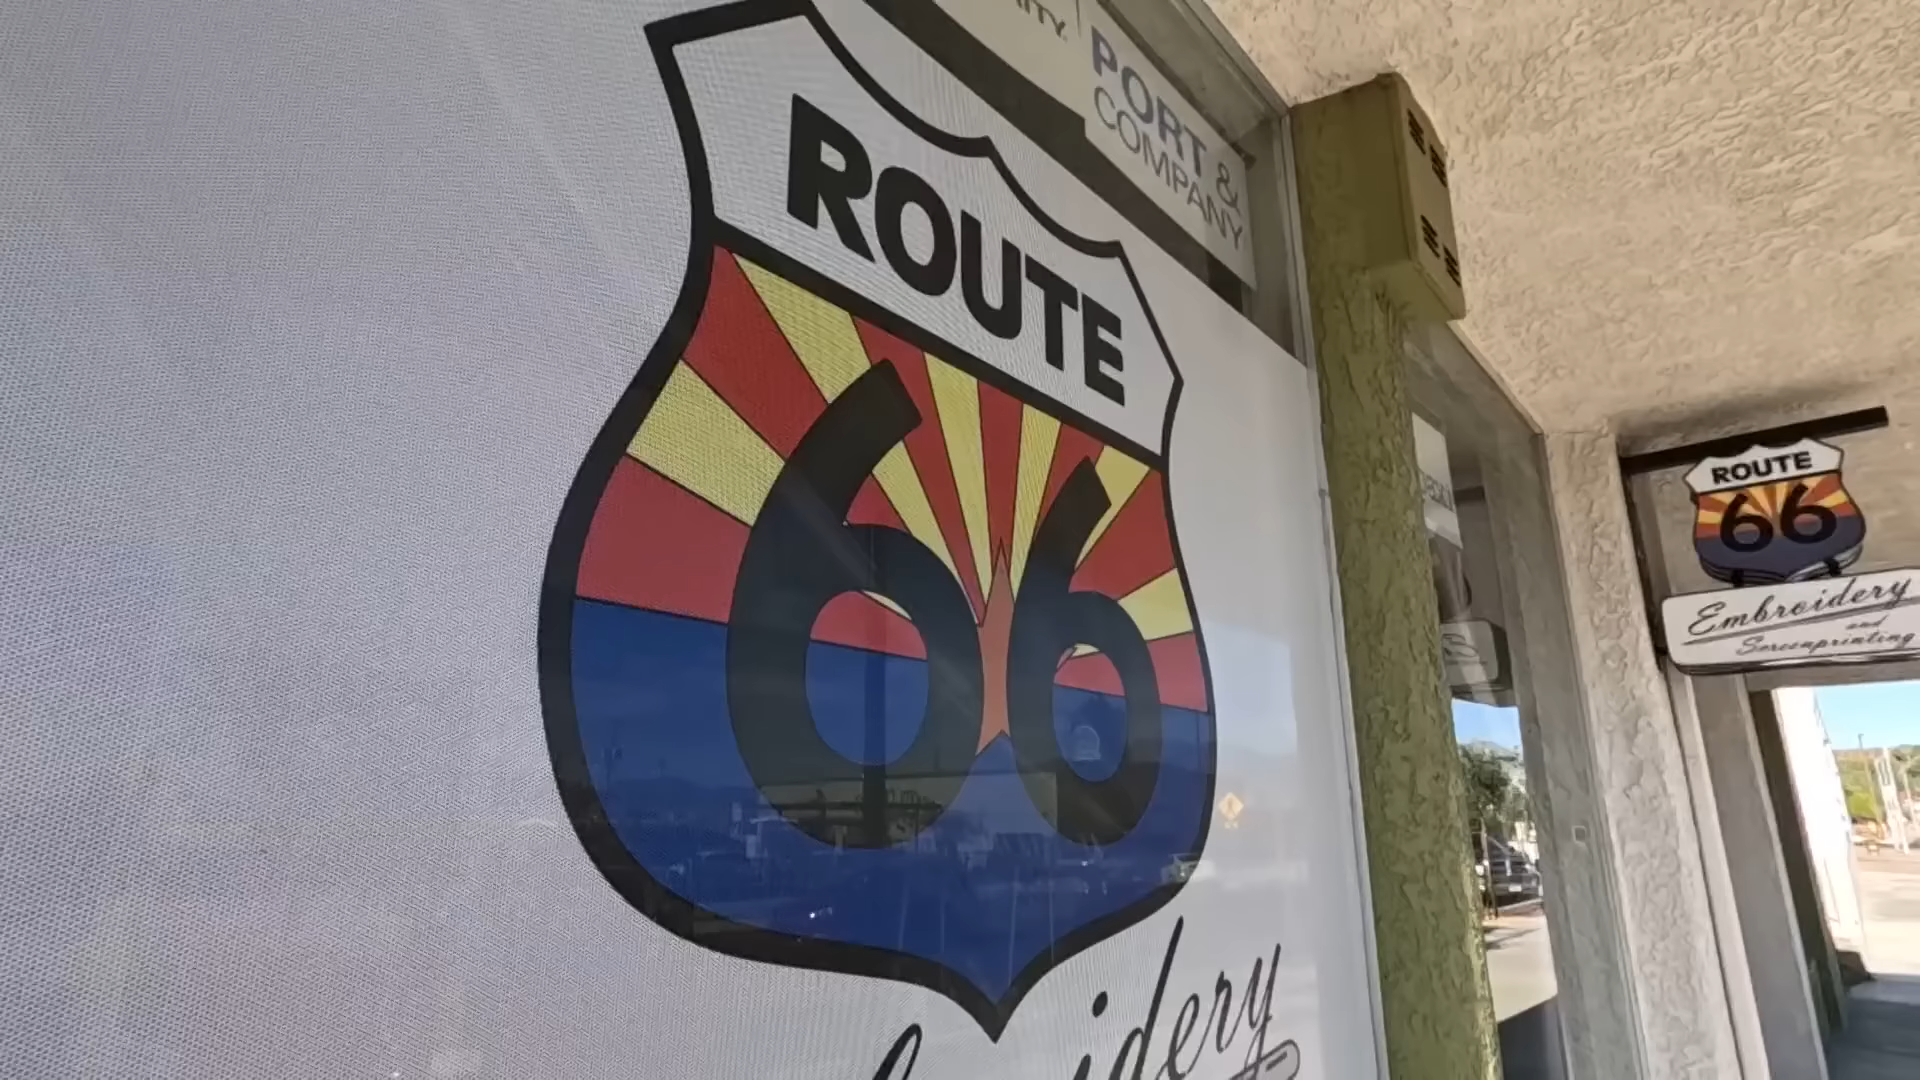 PORT &
COMPANY
ROUTE
66
ROUTE
66
Embroidery
and
Screenprinting